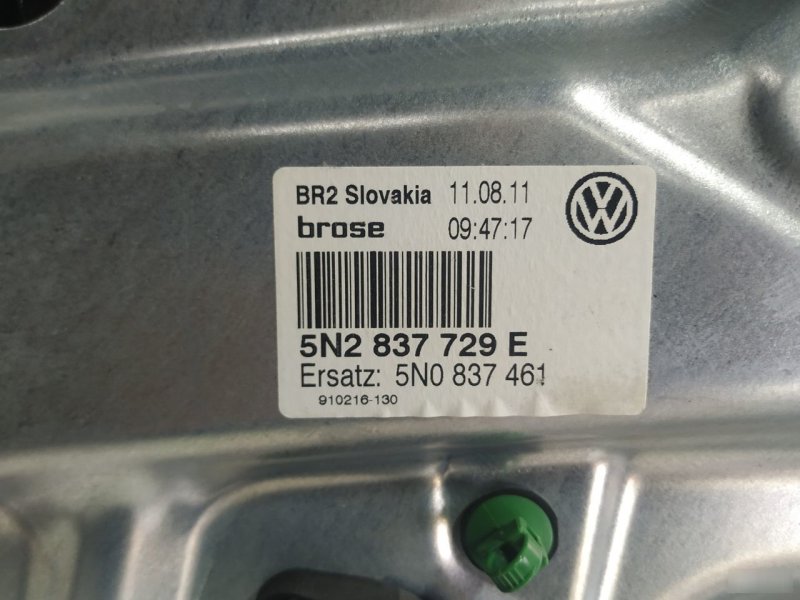 BR2 Slovakia 11.08.11
brose 09:47:17
5N2 837 729 E
Ersatz: 5N0 837 461
910216-130